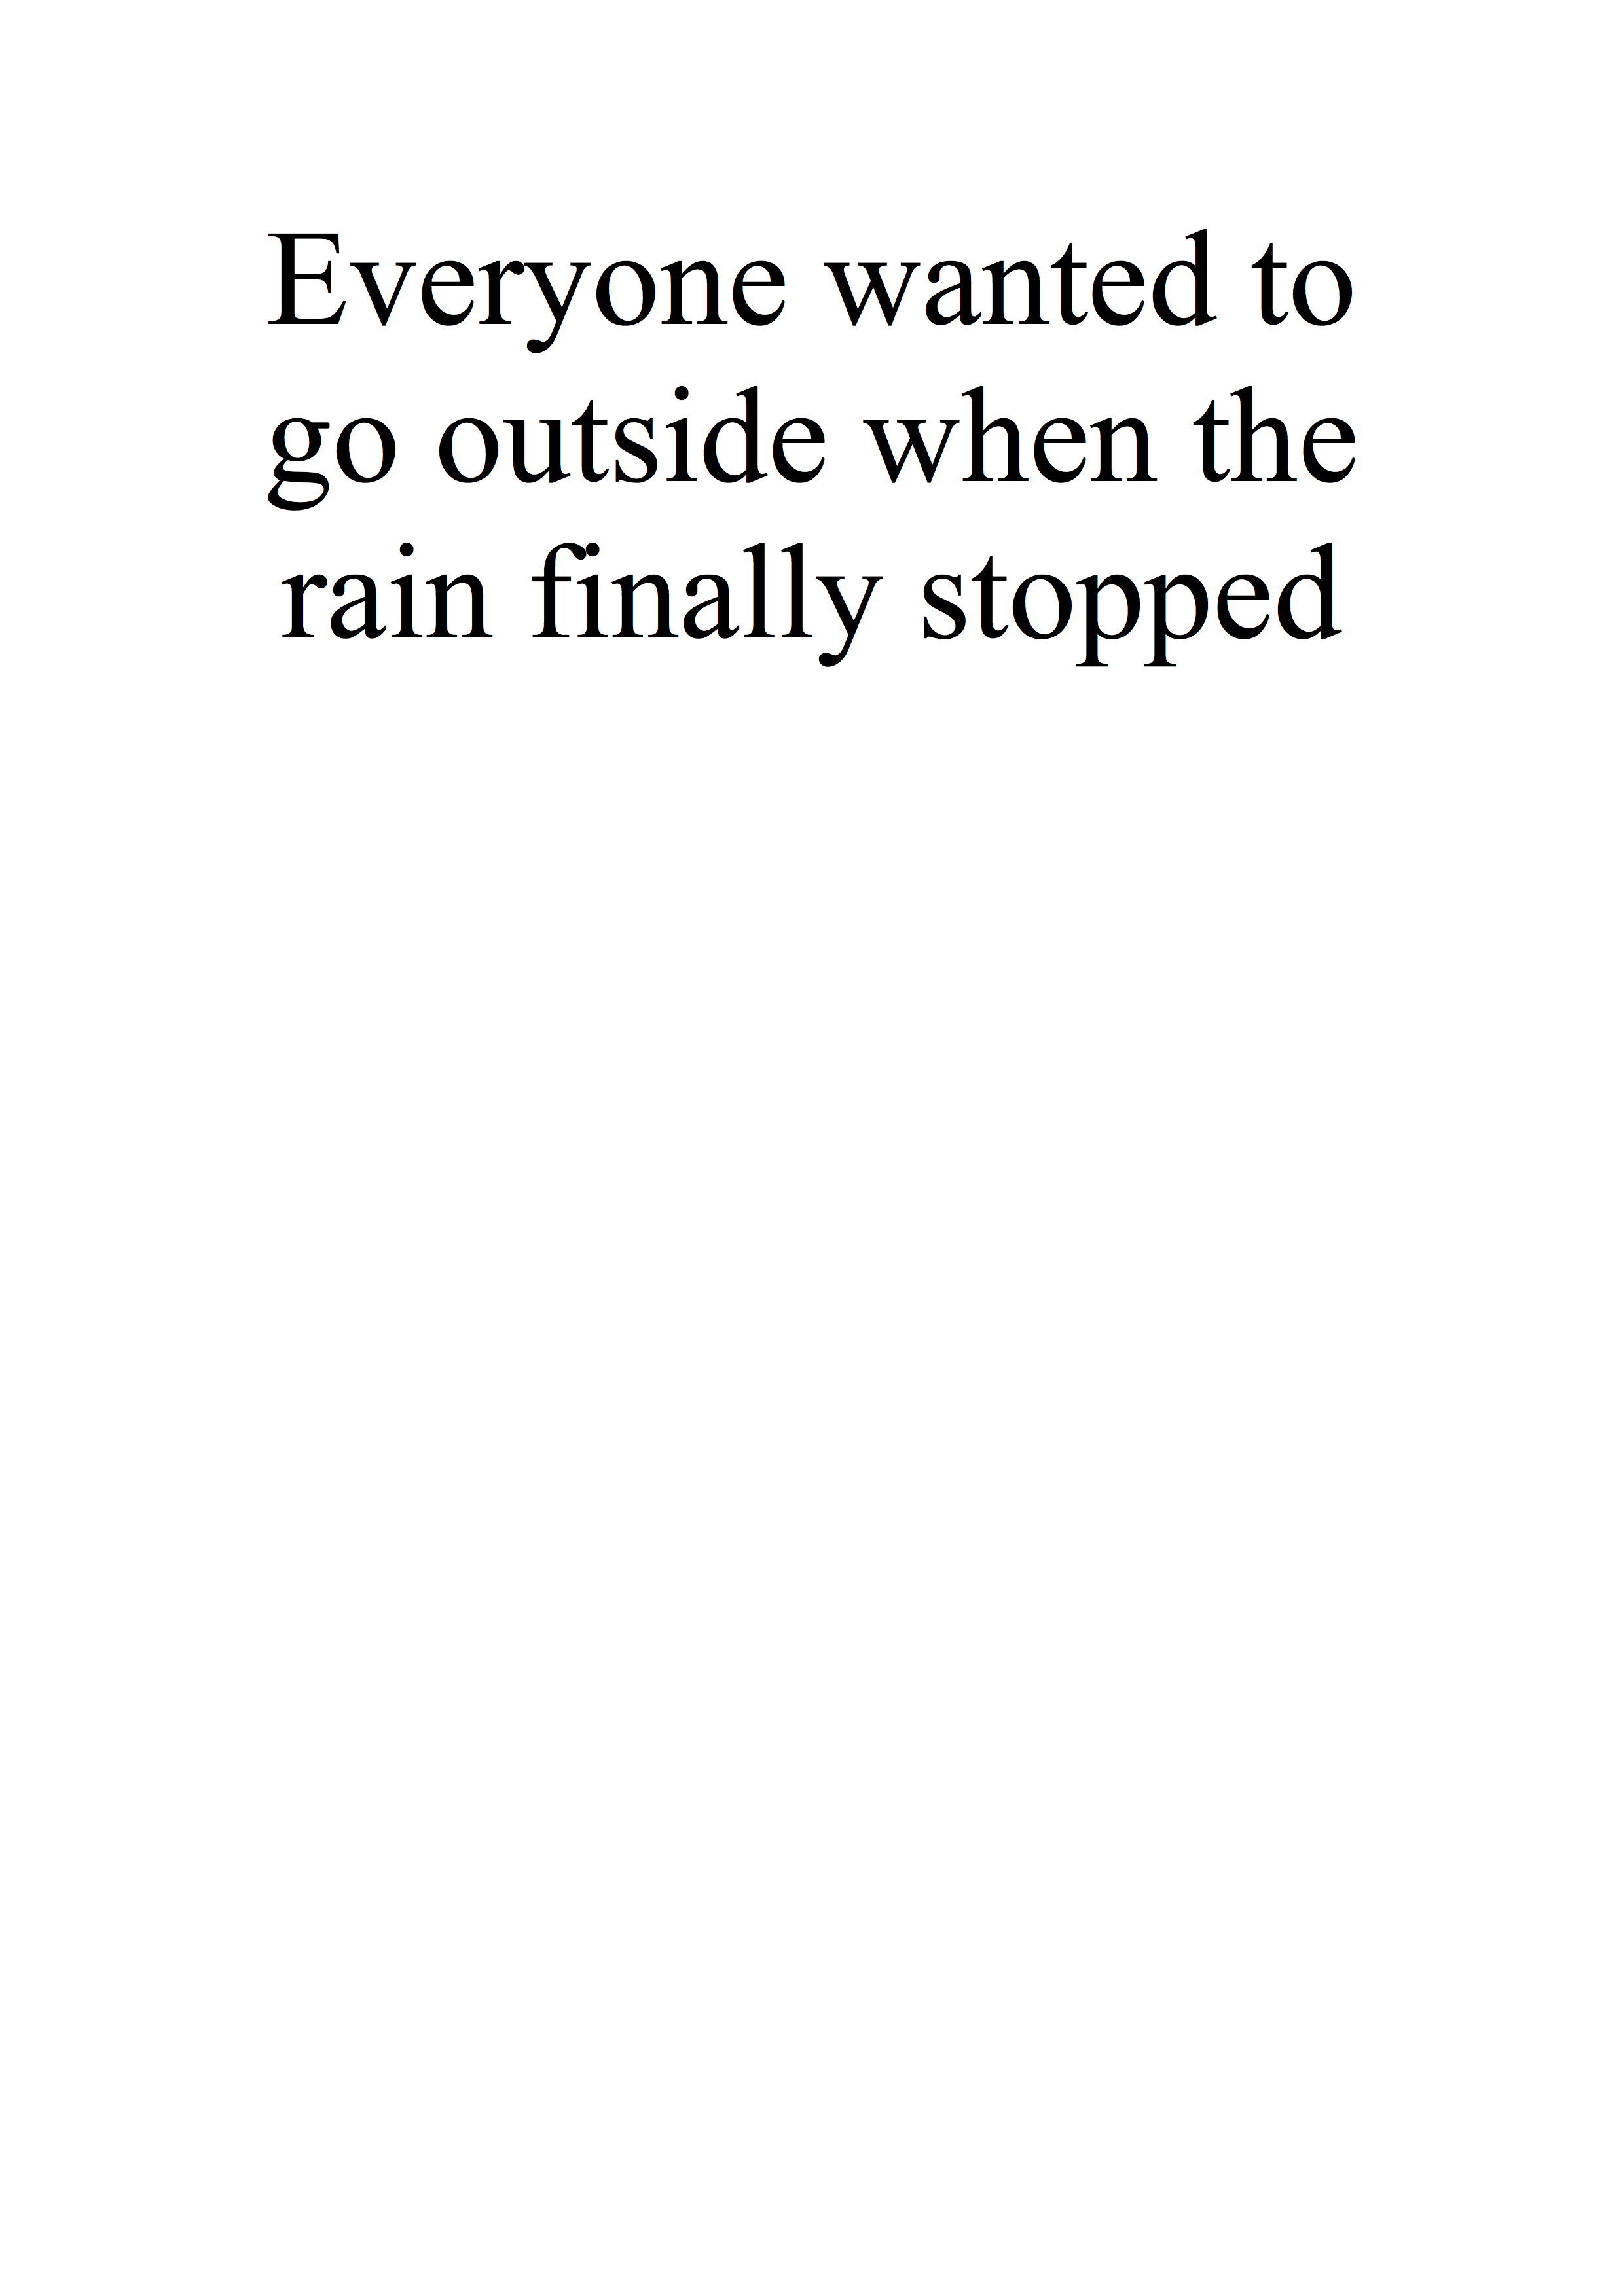 Everyone wanted to
go outside when the
rain finally stopped